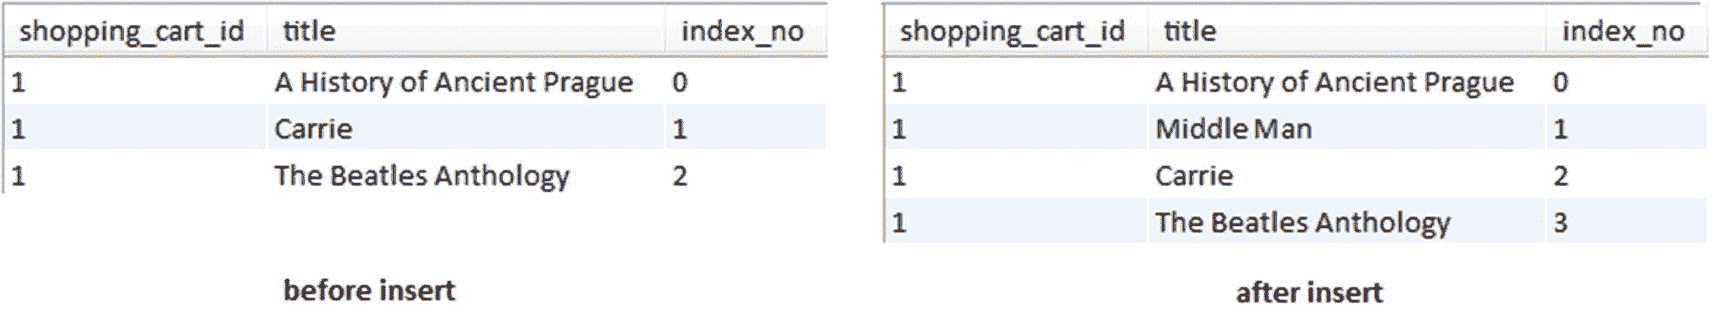 shopping_cart_id title index_no
1 A History of Ancient Prague 0
1 Carrie 1
1 The Beatles Anthology 2
before insert
shopping_cart_id title index_no
1 A History of Ancient Prague 0
1 Middle Man 1
1 Carrie 2
1 The Beatles Anthology 3
after insert